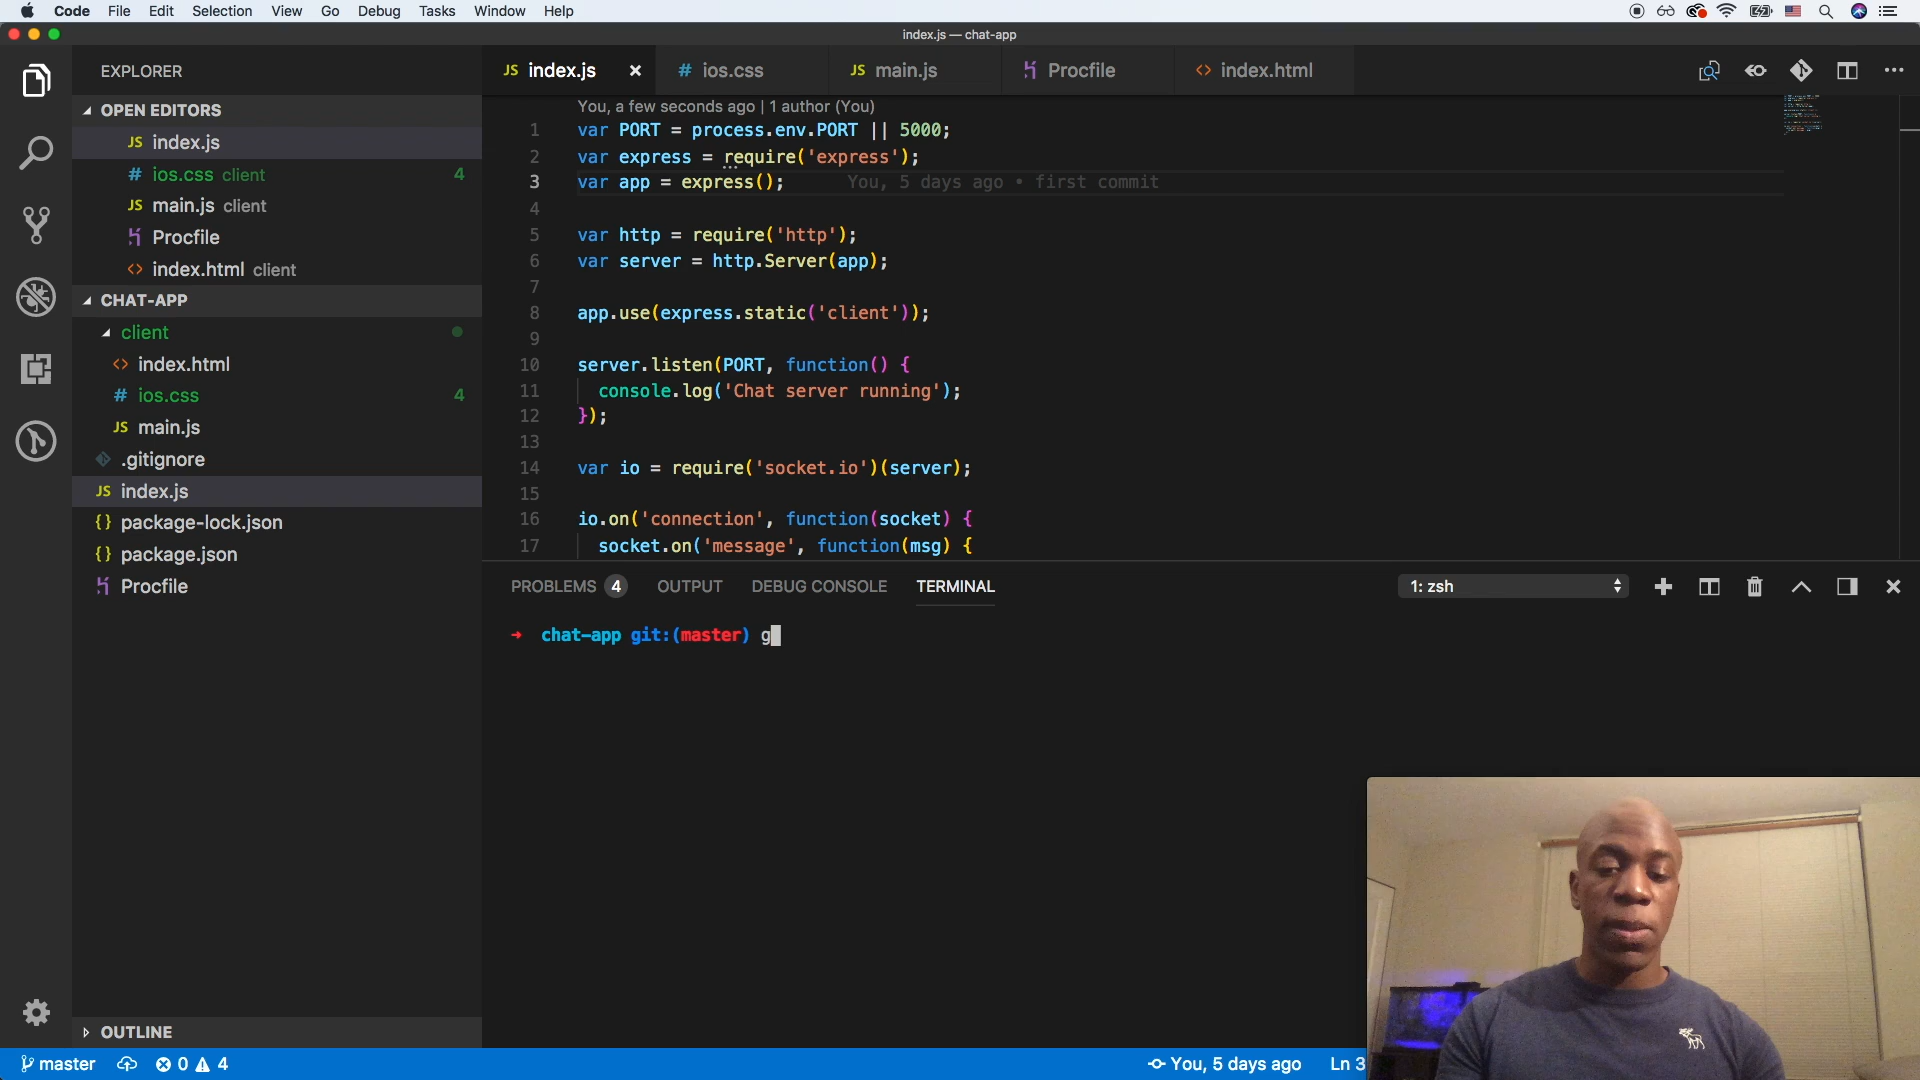 Code File Edit Selection View Go Debug Tasks Window Help
index.js — chat-app
EXPLORER
JS index.js
# ios.css
JS main.js
Procfile
<> index.html
OPEN EDITORS
JS index.js
# ios.css client 4
JS main.js client
Procfile
<> index.html client
CHAT-APP
client
<> index.html
# ios.css 4
JS main.js
.gitignore
JS index.js
{} package-lock.json
{} package.json
Procfile
OUTLINE
You, a few seconds ago | 1 author (You)
1 var PORT = process.env.PORT || 5000;
2 var express = require('express');
3 var app = express(); You, 5 days ago • first commit
4
5 var http = require('http');
6 var server = http.Server(app);
7
8 app.use(express.static('client'));
9
10 server.listen(PORT, function() {
11 console.log('Chat server running');
12 });
13
14 var io = require('socket.io')(server);
15
16 io.on('connection', function(socket) {
17 socket.on('message', function(msg) {
PROBLEMS 4 OUTPUT DEBUG CONSOLE TERMINAL
1: zsh
➜ chat-app git:(master) g
master 0 4
You, 5 days ago Ln 3